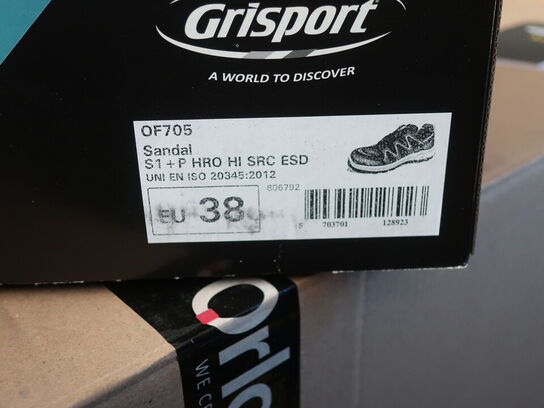 Grisport
A WORLD TO DISCOVER
OF705
Sandal
S1 + P HRO HI SRC ESD
UNI EN ISO 20345:2012
806792
EU 38
5 703701 128923
WE